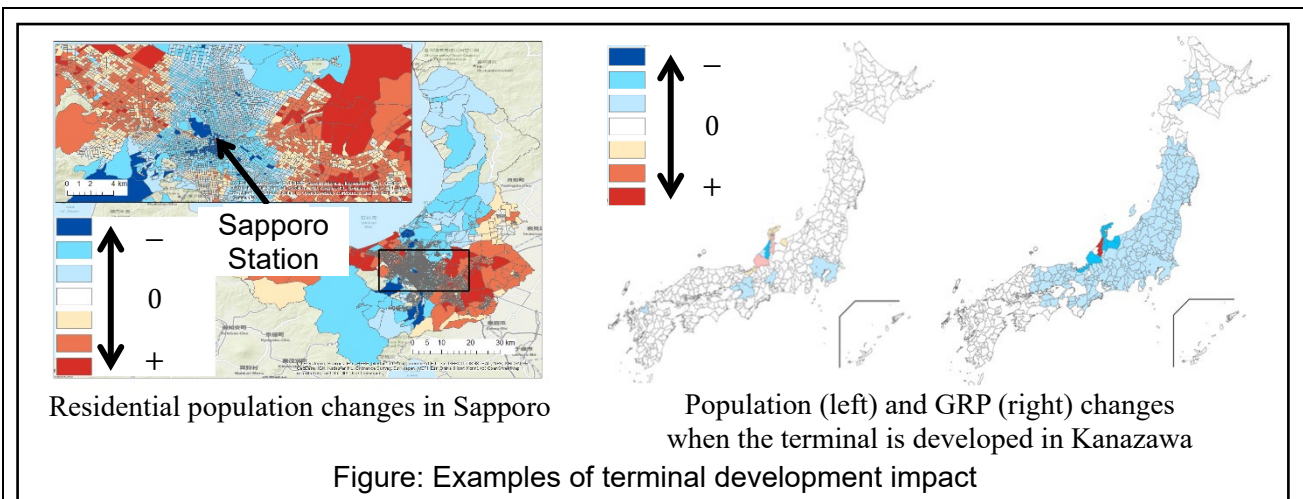 0 1 2 4 km
Sapporo
Station
−
0
+
0 5 10 20 30 km
Residential population changes in Sapporo
−
0
+
Population (left) and GRP (right) changes
when the terminal is developed in Kanazawa
Figure: Examples of terminal development impact